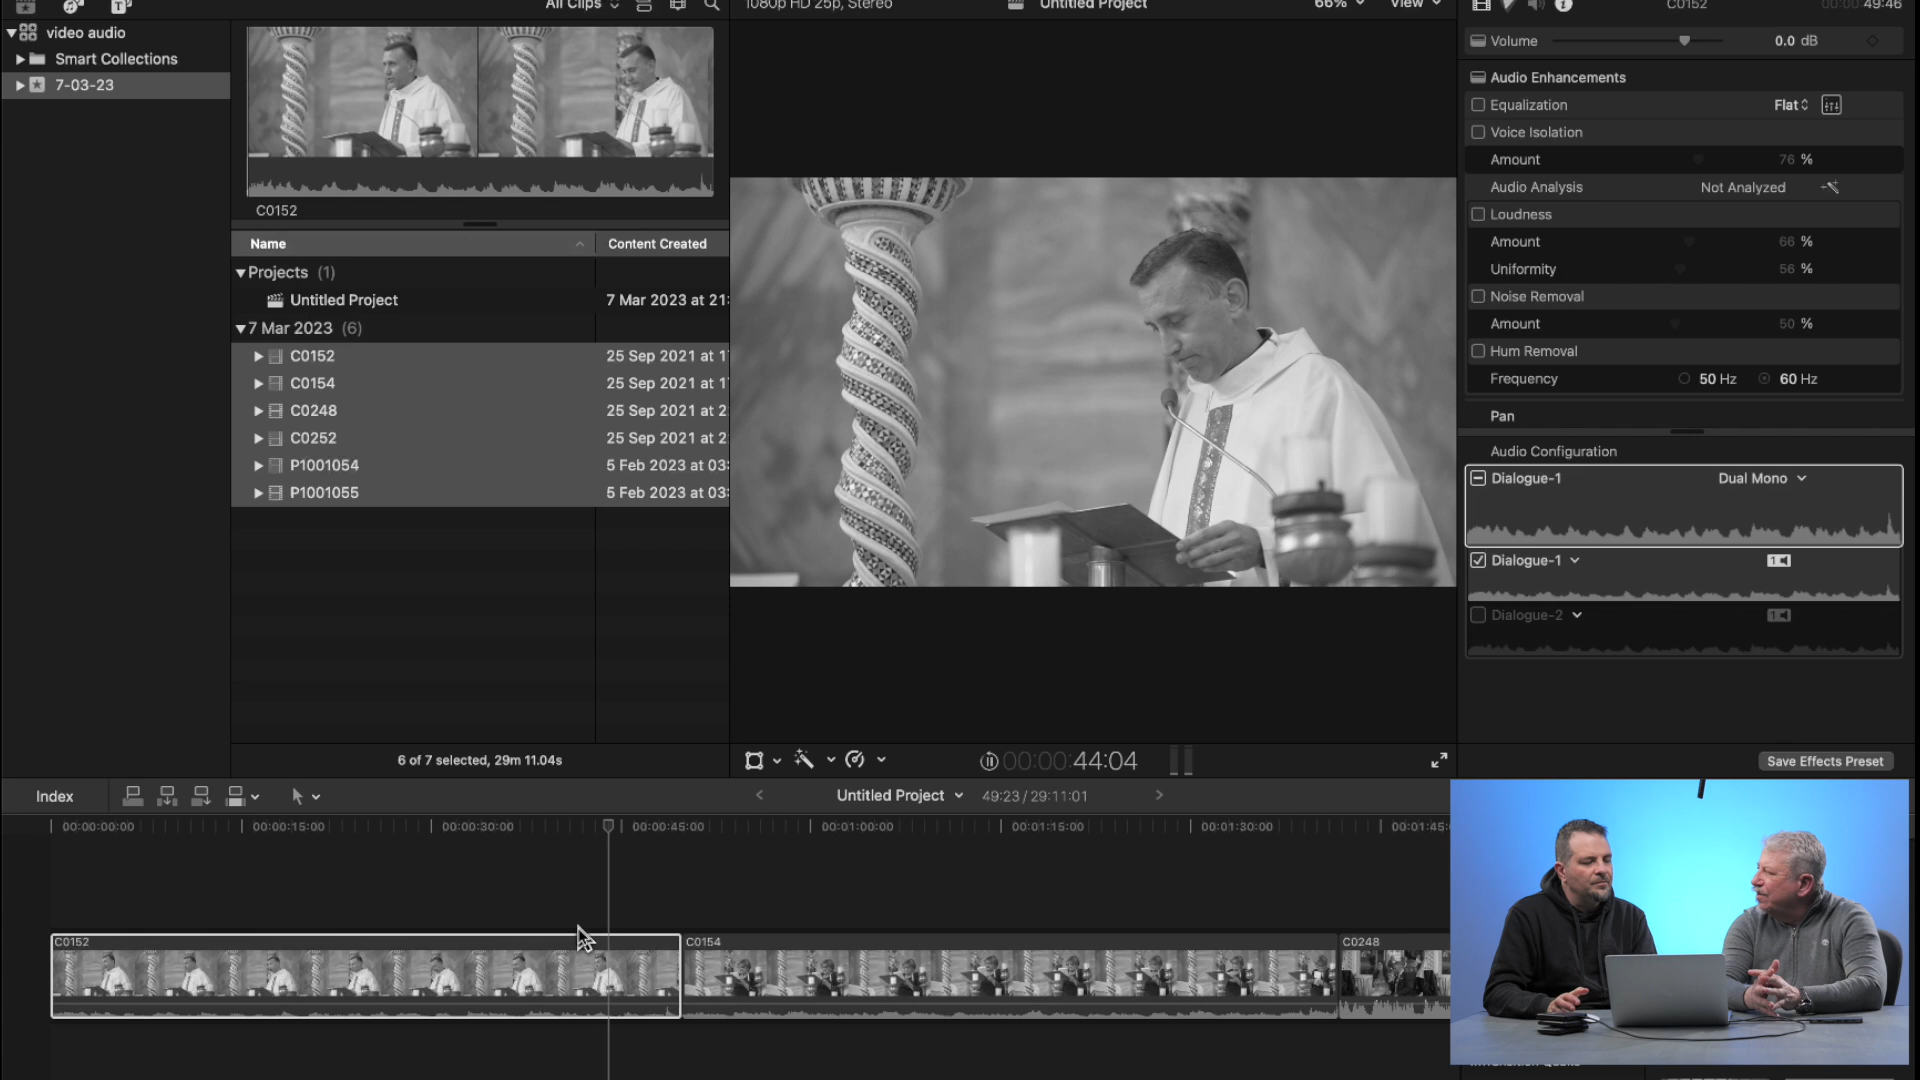 All Clips
1080p HD 25p, Stereo
Untitled Project
66%
View
C0152
00:00:49:46
video audio
Smart Collections
7-03-23
C0152
Name
Content Created
Projects (1)
Untitled Project
7 Mar 2023 at 21:
7 Mar 2023 (6)
C0152
25 Sep 2021 at 1
C0154
25 Sep 2021 at 1
C0248
25 Sep 2021 at 2
C0252
25 Sep 2021 at 2
P1001054
5 Feb 2023 at 03:
P1001055
5 Feb 2023 at 03:
6 of 7 selected, 29m 11.04s
00:00:00:44:04
Volume
0.0 dB
Audio Enhancements
Equalization
Flat
Voice Isolation
Amount
76 %
Audio Analysis
Not Analyzed
Loudness
Amount
66 %
Uniformity
56 %
Noise Removal
Amount
50 %
Hum Removal
Frequency
50 Hz
60 Hz
Pan
Audio Configuration
Dialogue-1
Dual Mono
Dialogue-1
1
Dialogue-2
1
Save Effects Preset
Index
Untitled Project
49:23 / 29:11:01
00:00:00:00
00:00:15:00
00:00:30:00
00:00:45:00
00:01:00:00
00:01:15:00
00:01:30:00
00:01:45:
C0152
C0154
C0248